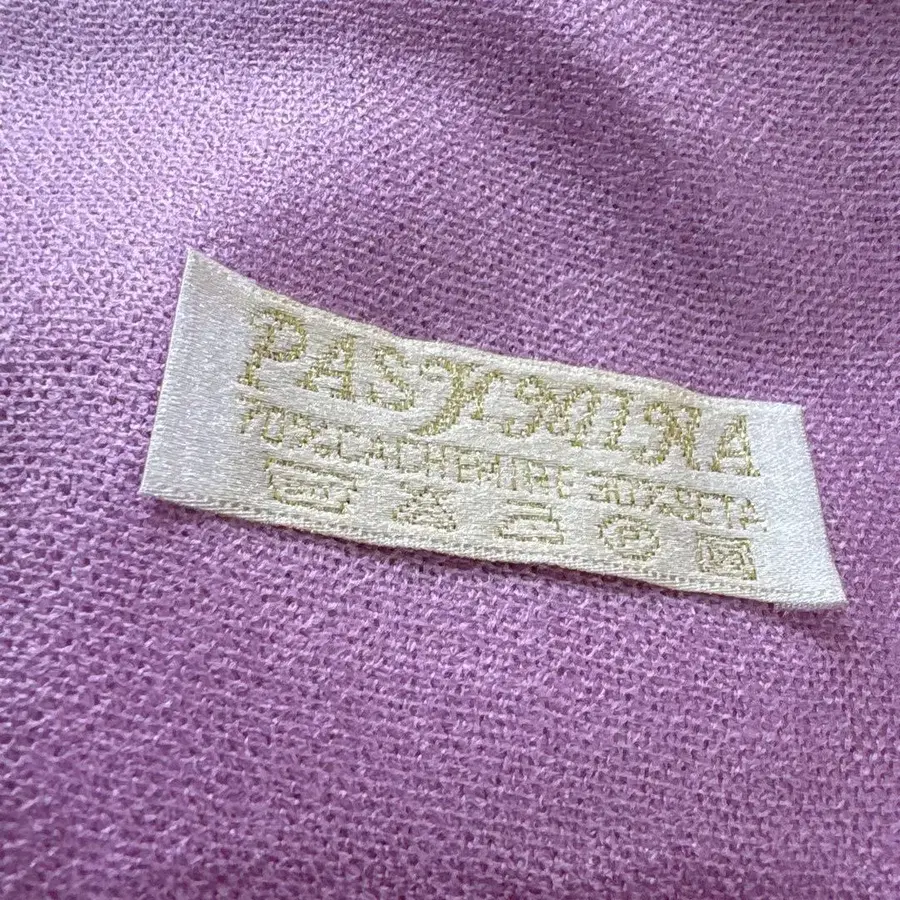 PASHMINA
70% CACHEMIRE 30% SETA
P